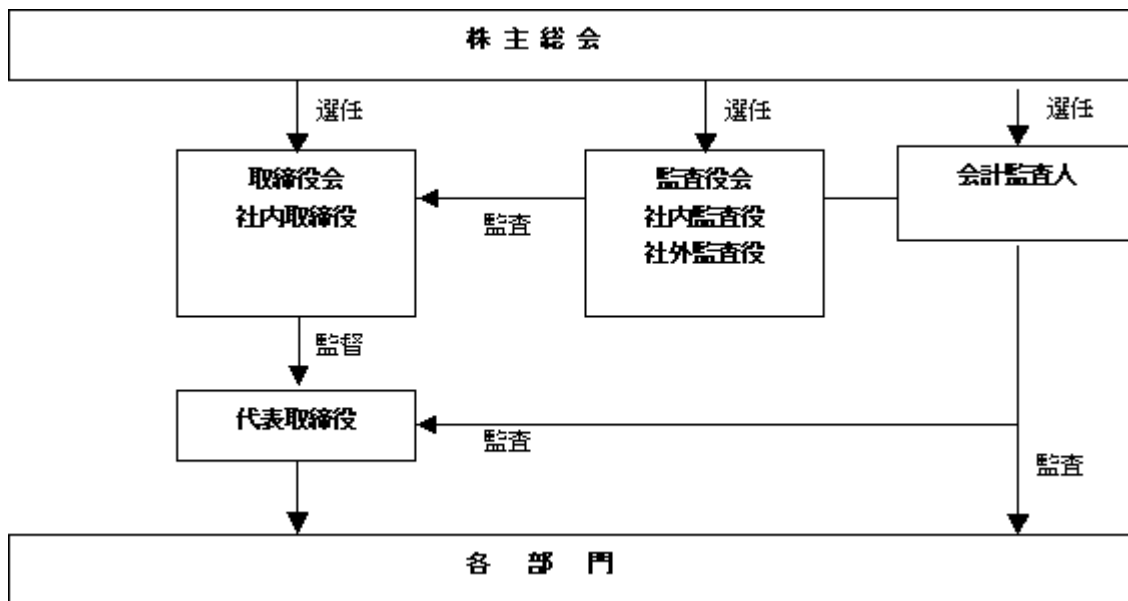 株主総会
選任
選任
選任
取締役会
社内取締役
監査役会
社内監査役
社外監査役
会計監査人
監査
監督
代表取締役
監査
監査
各部門